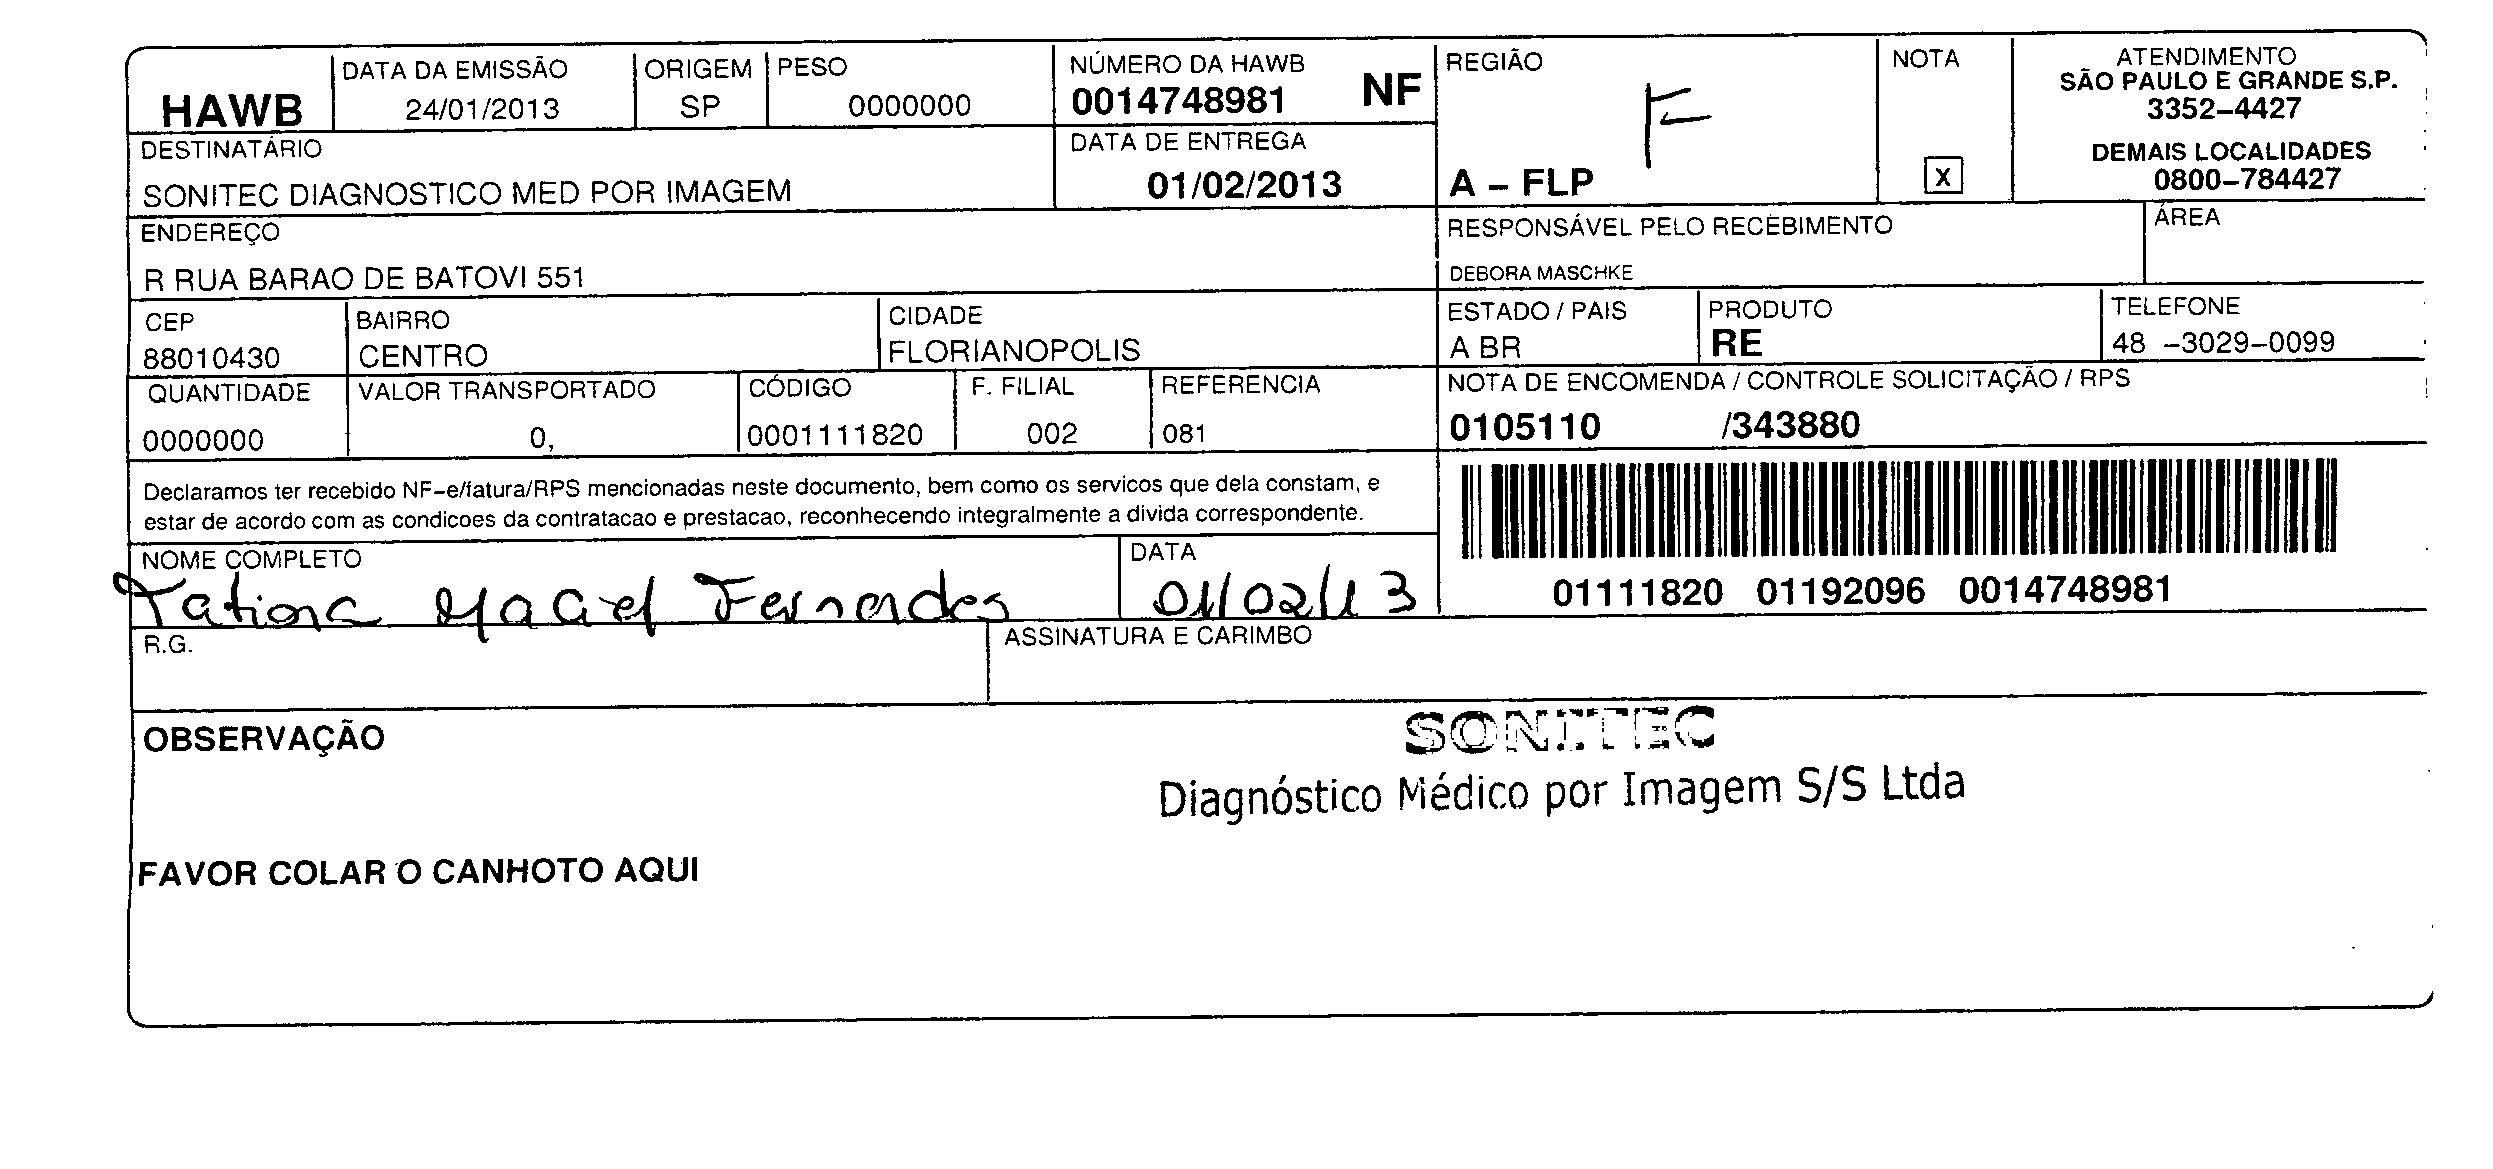 HAWB
DATA DA EMISSÃO
24/01/2013
ORIGEM
SP
PESO
0000000
NÚMERO DA HAWB
0014748981 NF
REGIÃO
F
A – FLP
NOTA
X
ATENDIMENTO
SÃO PAULO E GRANDE S.P.
3352–4427
DEMAIS LOCALIDADES
0800–784427
DESTINATÁRIO
SONITEC DIAGNOSTICO MED POR IMAGEM
DATA DE ENTREGA
01/02/2013
ENDEREÇO
R RUA BARAO DE BATOVI 551
RESPONSÁVEL PELO RECEBIMENTO
DEBORA MASCHKE
ÁREA
CEP
88010430
BAIRRO
CENTRO
CIDADE
FLORIANOPOLIS
ESTADO / PAIS
A BR
PRODUTO
RE
TELEFONE
48 –3029–0099
QUANTIDADE
0000000
VALOR TRANSPORTADO
0,
CÓDIGO
0001111820
F. FILIAL
002
REFERENCIA
081
NOTA DE ENCOMENDA / CONTROLE SOLICITAÇÃO / RPS
0105110 /343880
Declaramos ter recebido NF–e/fatura/RPS mencionadas neste documento, bem como os servicos que dela constam, e
estar de acordo com as condicoes da contratacao e prestacao, reconhecendo integralmente a divida correspondente.
01111820 01192096 0014748981
NOME COMPLETO
Tatiana Maciel Fernandes
DATA
01/02/13
R.G.
ASSINATURA E CARIMBO
OBSERVAÇÃO
SONITEC
Diagnóstico Médico por Imagem S/S Ltda
FAVOR COLAR O CANHOTO AQUI